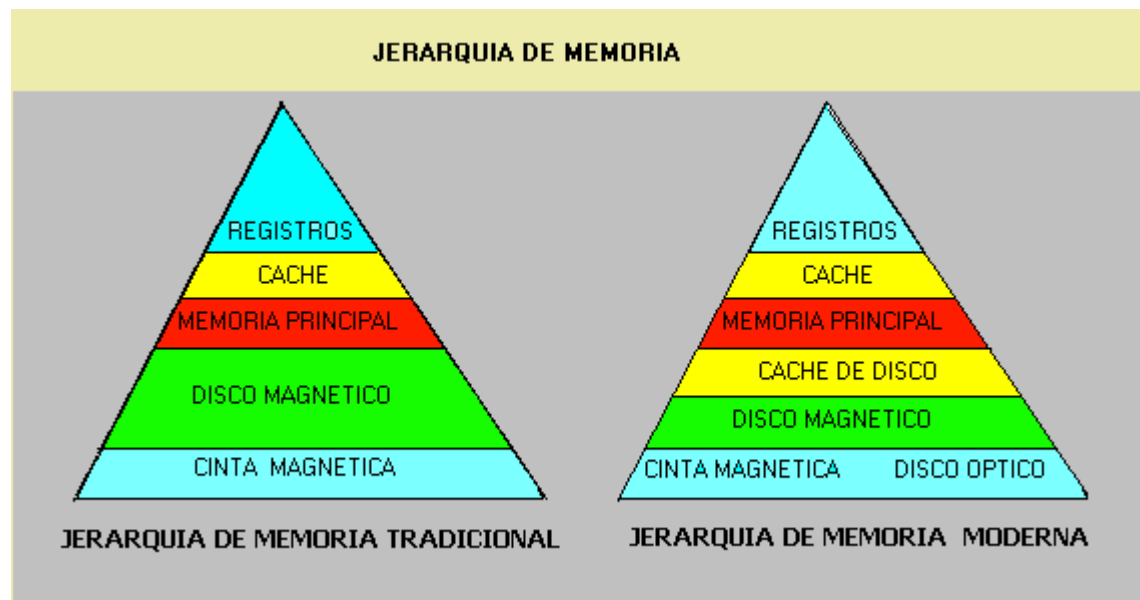 JERARQUIA DE MEMORIA
REGISTROS
CACHE
MEMORIA PRINCIPAL
DISCO MAGNETICO
CINTA MAGNETICA
JERARQUIA DE MEMORIA TRADICIONAL
REGISTROS
CACHE
MEMORIA PRINCIPAL
CACHE DE DISCO
DISCO MAGNETICO
CINTA MAGNETICA DISCO OPTICO
JERARQUIA DE MEMORIA MODERNA